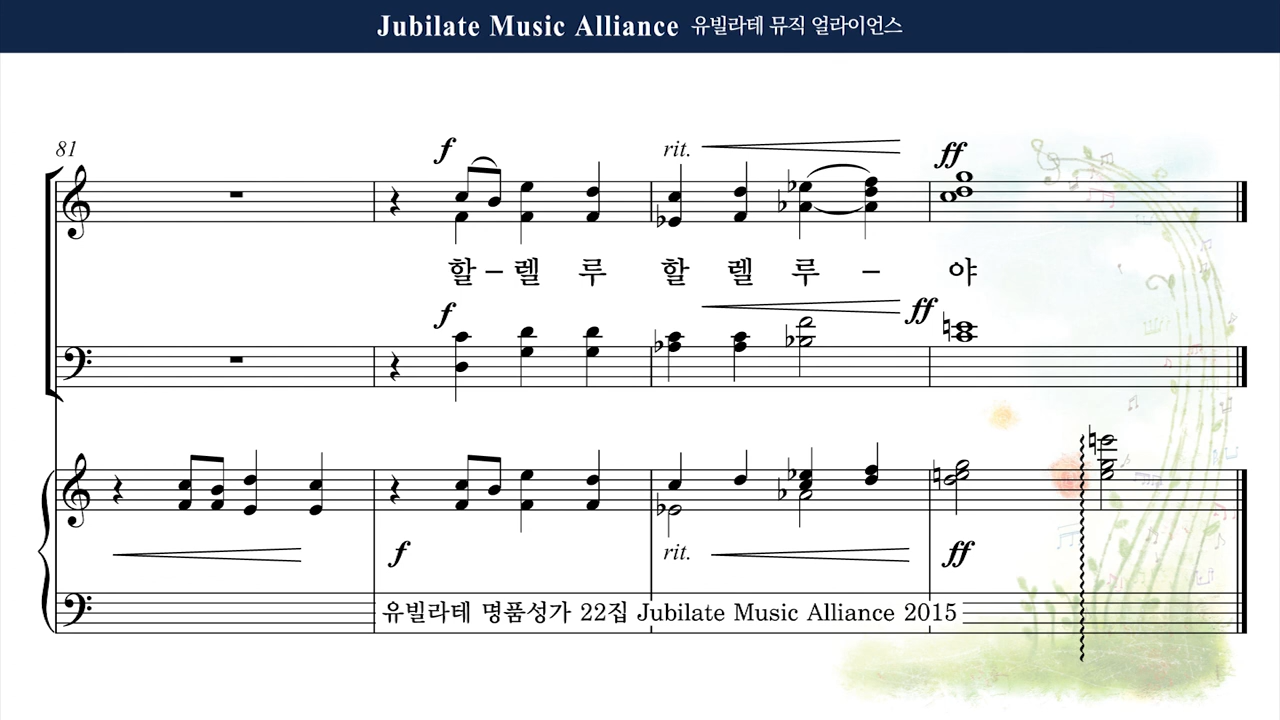 Jubilate Music Alliance 유빌라테 뮤직 얼라이언스
81
f
rit.
ff
할 – 렐 루 할 렐 루 – 야
f
ff
f
rit.
ff
유빌라테 명품성가 22집 Jubilate Music Alliance 2015